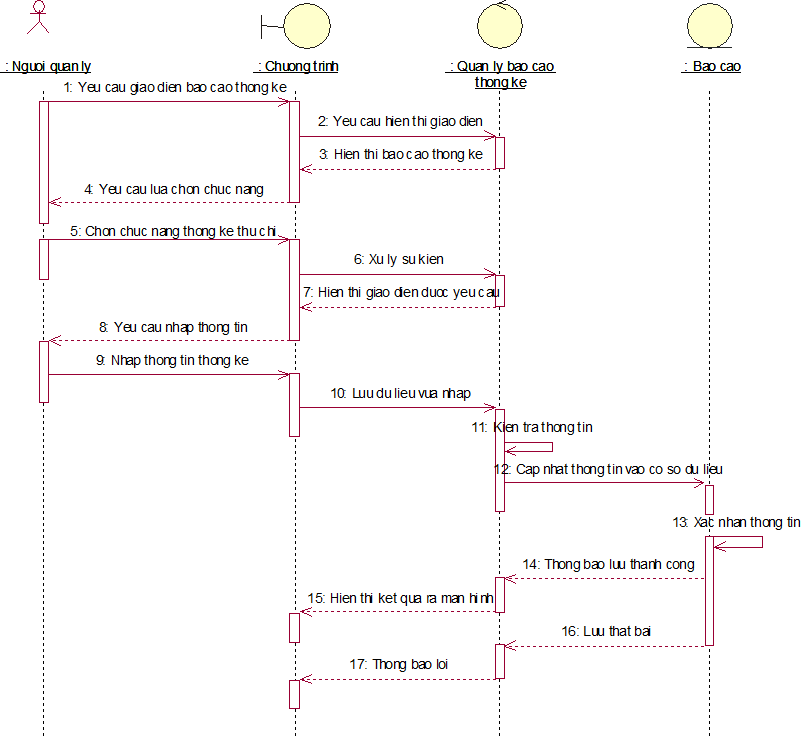 : Nguoi quan ly
: Chuong trinh
: Quan ly bao cao
thong ke
: Bao cao
1: Yeu cau giao dien bao cao thong ke
2: Yeu cau hien thi giao dien
3: Hien thi bao cao thong ke
4: Yeu cau lua chon chuc nang
5: Chon chuc nang thong ke thu chi
6: Xu ly su kien
7: Hien thi giao dien duoc yeu cau
8: Yeu cau nhap thong tin
9: Nhap thong tin thong ke
10: Luu du lieu vua nhap
11: Kien tra thong tin
12: Cap nhat thong tin vao co so du lieu
13: Xac nhan thong tin
14: Thong bao luu thanh cong
15: Hien thi ket qua ra man hinh
16: Luu that bai
17: Thong bao loi